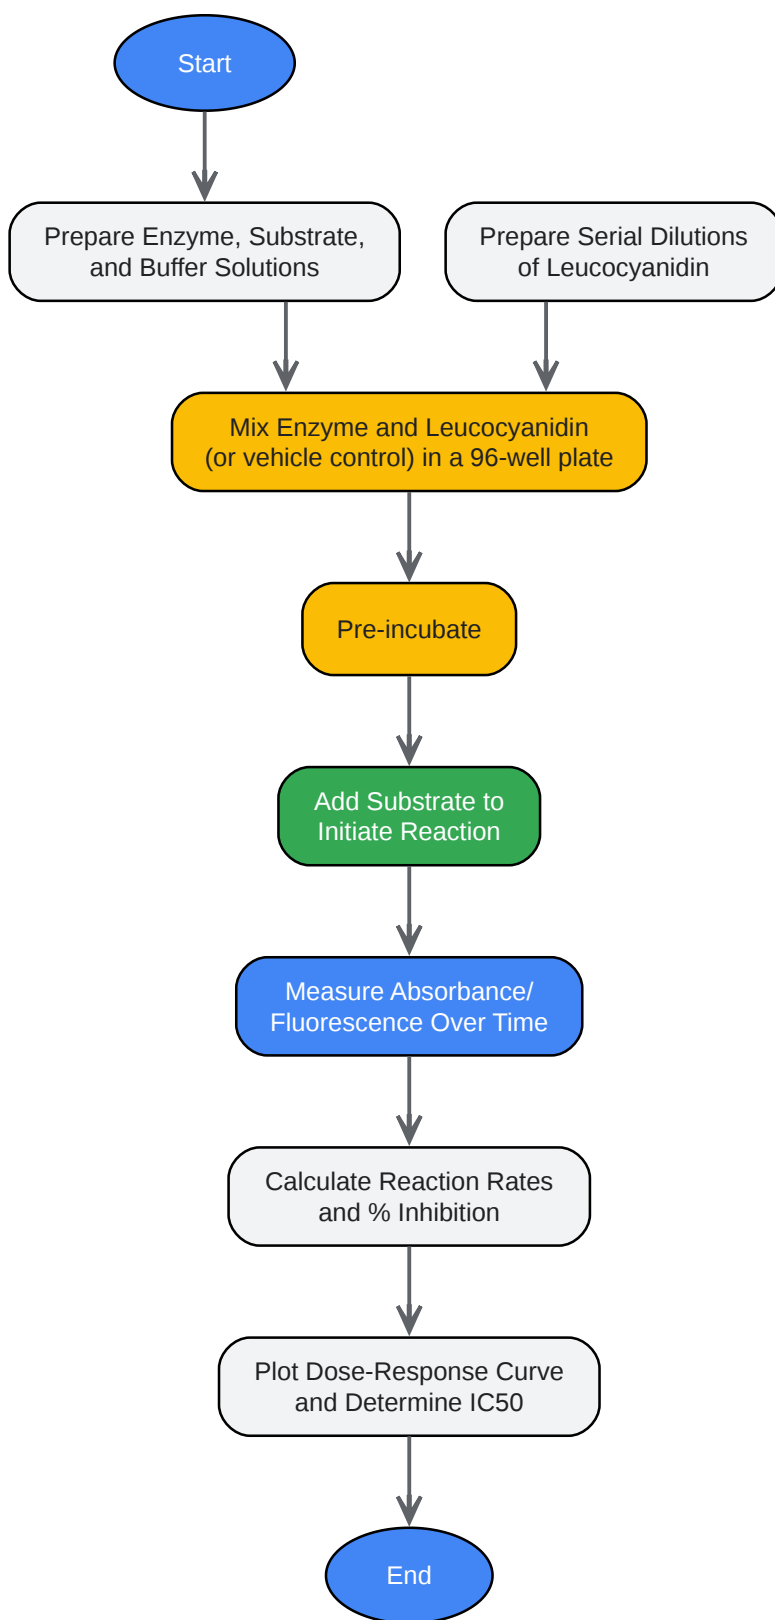 Start
Prepare Enzyme, Substrate,
and Buffer Solutions
Prepare Serial Dilutions
of Leucocyanidin
Mix Enzyme and Leucocyanidin
(or vehicle control) in a 96-well plate
Pre-incubate
Add Substrate to
Initiate Reaction
Measure Absorbance/
Fluorescence Over Time
Calculate Reaction Rates
and % Inhibition
Plot Dose-Response Curve
and Determine IC50
End